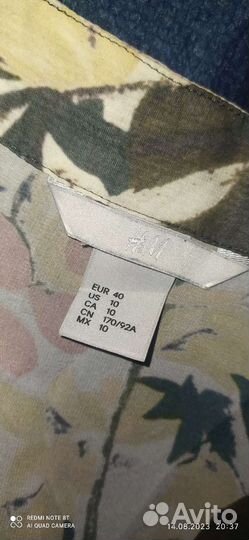 H&M
EUR 40
US 10
CA 10
CN 170/92A
MX 10
REDMI NOTE 8T
AI QUAD CAMERA
Avito
14.08.2023 20:37